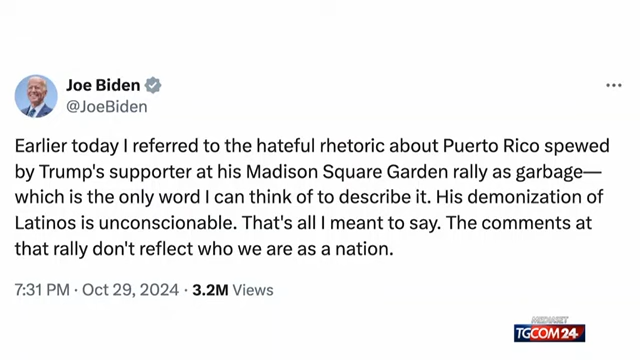 Joe Biden
@JoeBiden
Earlier today I referred to the hateful rhetoric about Puerto Rico spewed
by Trump's supporter at his Madison Square Garden rally as garbage—
which is the only word I can think of to describe it. His demonization of
Latinos is unconscionable. That's all I meant to say. The comments at
that rally don't reflect who we are as a nation.
7:31 PM · Oct 29, 2024 · 3.2M Views
MEDIASET
TGCOM24